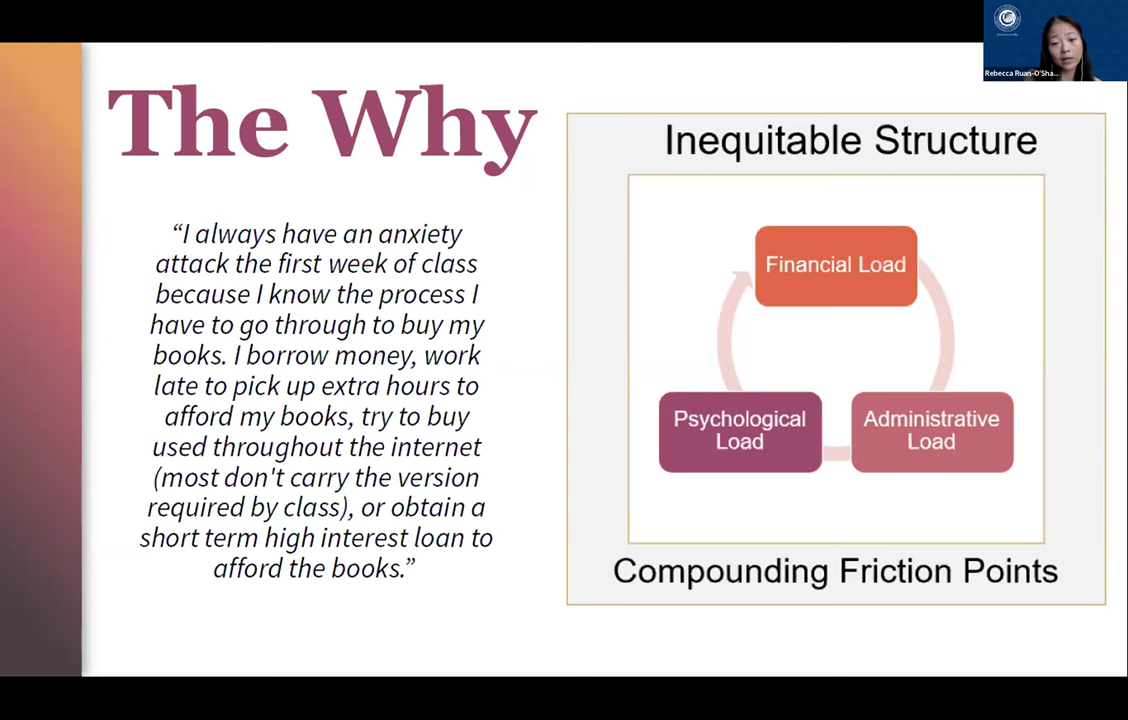 Rebecca Ruan-O'Sha...
The Why
“I always have an anxiety
attack the first week of class
because I know the process I
have to go through to buy my
books. I borrow money, work
late to pick up extra hours to
afford my books, try to buy
used throughout the internet
(most don't carry the version
required by class), or obtain a
short term high interest loan to
afford the books.”
Inequitable Structure
Financial Load
Psychological
Load
Administrative
Load
Compounding Friction Points